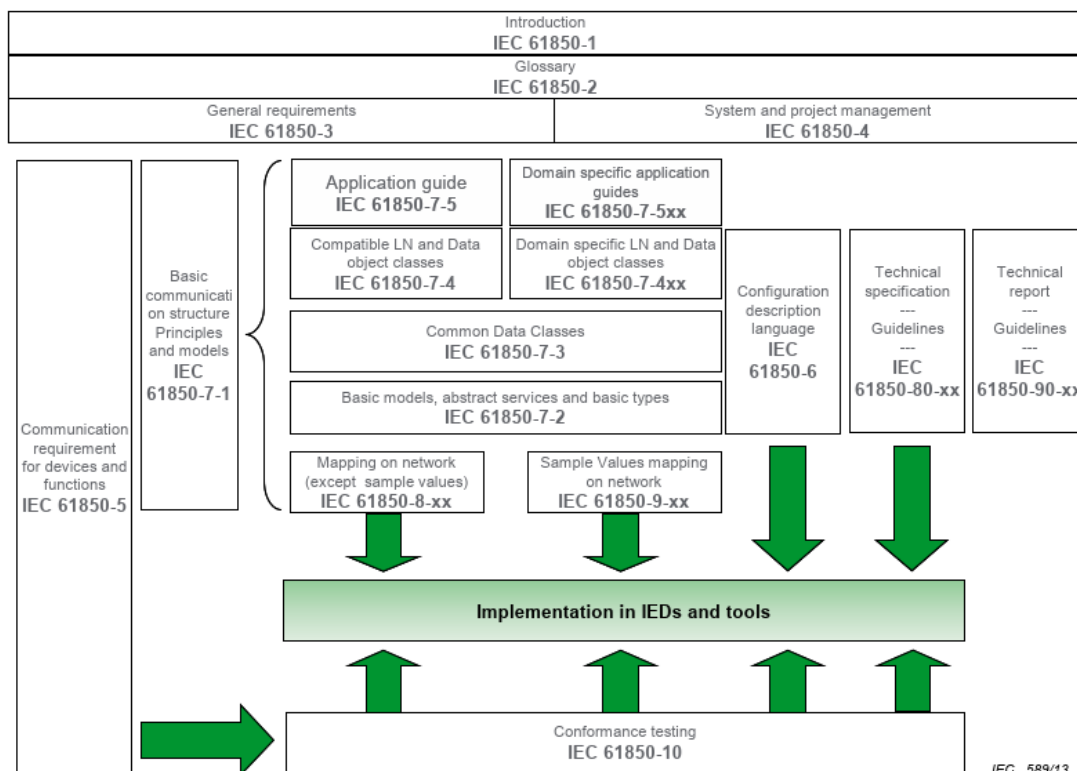 Introduction
IEC 61850-1
Glossary
IEC 61850-2
General requirements
IEC 61850-3
System and project management
IEC 61850-4
Communication
requirement
for devices and
functions
IEC 61850-5
Basic
communicati
on structure
Principles
and models
IEC
61850-7-1
Application guide
IEC 61850-7-5
Domain specific application
guides
IEC 61850-7-5xx
Compatible LN and Data
object classes
IEC 61850-7-4
Domain specific LN and Data
object classes
IEC 61850-7-4xx
Common Data Classes
IEC 61850-7-3
Basic models, abstract services and basic types
IEC 61850-7-2
Mapping on network
(except sample values)
IEC 61850-8-xx
Sample Values mapping
on network
IEC 61850-9-xx
Configuration
description
language
IEC
61850-6
Technical
specification
---
Guidelines
---
IEC
61850-80-xx
Technical
report
---
Guidelines
---
IEC
61850-90-xx
Implementation in IEDs and tools
Conformance testing
IEC 61850-10
IEC 589/13